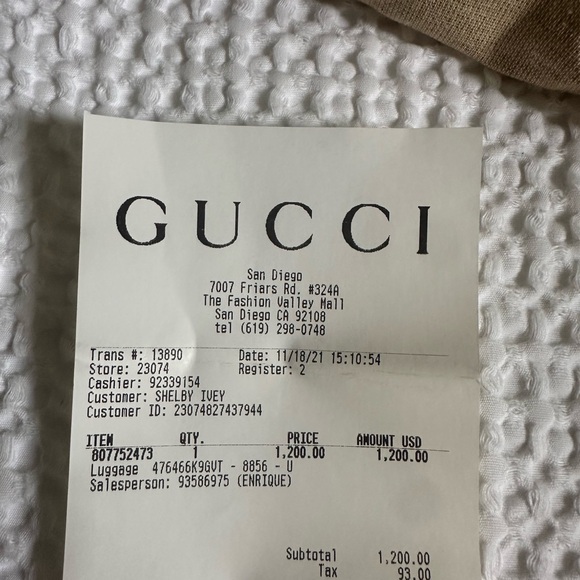 GUCCI
San Diego
7007 Friars Rd. #324A
The Fashion Valley Mall
San Diego CA 92108
tel (619) 298-0748
Trans #: 13890 Date: 11/18/21 15:10:54
Store: 23074 Register: 2
Cashier: 92339154
Customer: SHELBY IVEY
Customer ID: 23074827437944
ITEM QTY. PRICE AMOUNT USD
807752473 1 1,200.00 1,200.00
Luggage 476466K9GVT - 8856 - U
Salesperson: 93586975 (ENRIQUE)
Subtotal 1,200.00
Tax 93.00